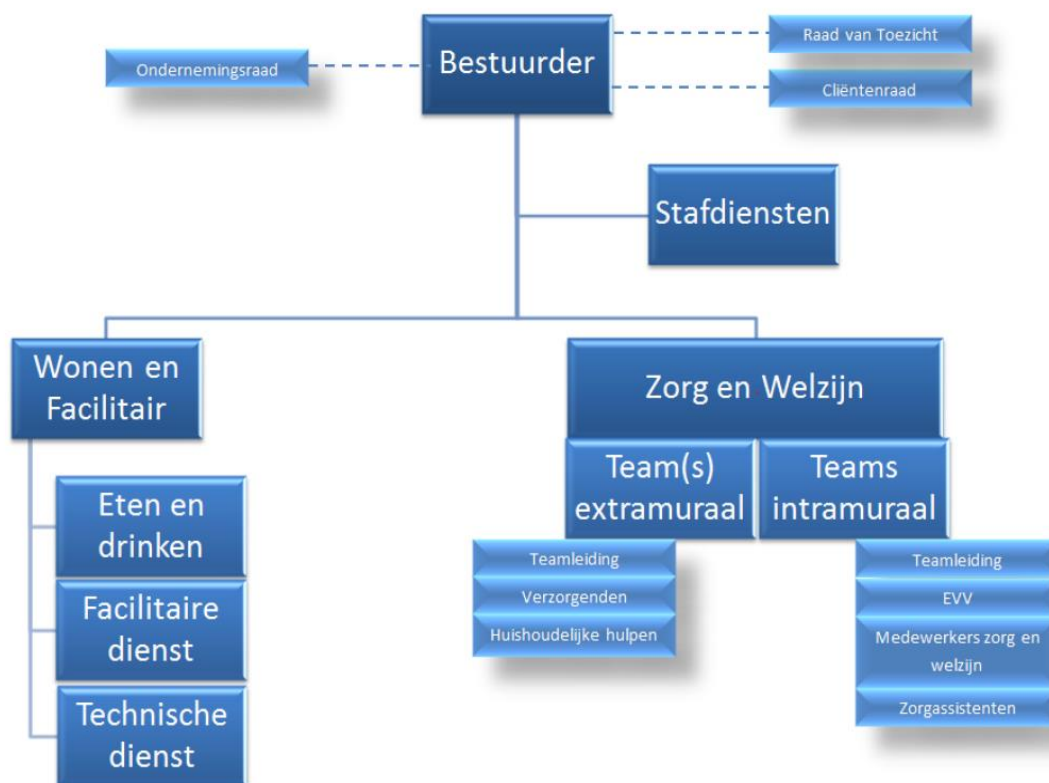 Raad van Toezicht
Bestuurder
Ondernemingsraad
Cliëntenraad
Stafdiensten
Wonen en
Facilitair
Zorg en Welzijn
Team(s)
extramuraal
Teams
intramuraal
Eten en
drinken
Facilitaire
dienst
Technische
dienst
Teamleiding
Verzorgenden
Huishoudelijke hulpen
Teamleiding
EVV
Medewerkers zorg en
welzijn
Zorgassistenten